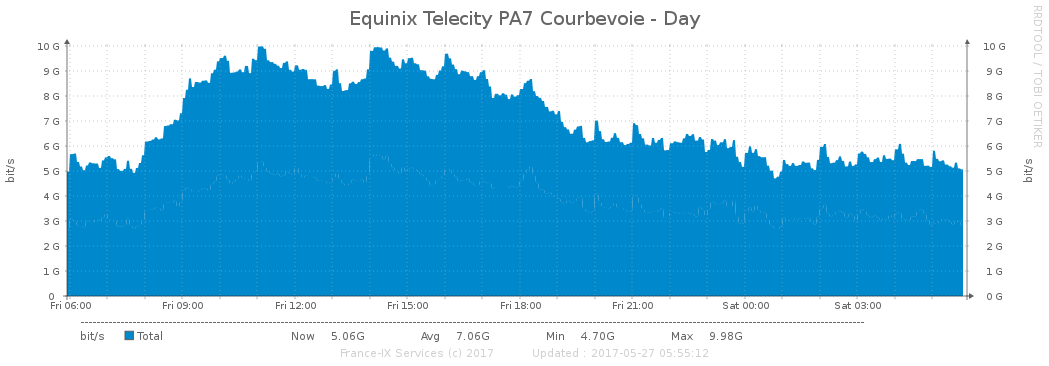 Equinix Telecity PA7 Courbevoie - Day
RRDTOOL / TOBI OETIKER
10 G 10 G
9 G 9 G
8 G 8 G
7 G 7 G
6 G 6 G
5 G 5 G
4 G 4 G
3 G 3 G
2 G 2 G
1 G 1 G
0 0 G
bit/s bit/s
Fri 06:00 Fri 09:00 Fri 12:00 Fri 15:00 Fri 18:00 Fri 21:00 Sat 00:00 Sat 03:00
bit/s Total Now 5.06G Avg 7.06G Min 4.70G Max 9.98G
France-IX Services (c) 2017 Updated : 2017-05-27 05:55:12